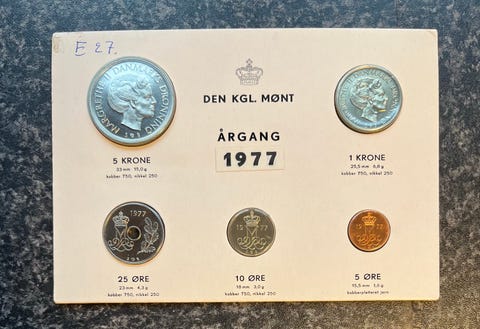 E 27.
DEN KGL. MØNT
ÅRGANG
1977
MARGRETHE II DANMARKS DRONNING
5 KRONE
33 mm 15,0 g
kobber 750, nikkel 250
1 KRONE
25,5 mm 6,8 g
kobber 750, nikkel 250
1977
25 ØRE
23 mm 4,3 g
kobber 750, nikkel 250
19 77
10 ØRE
18 mm 3,0 g
kobber 750, nikkel 250
5 ØRE
15,5 mm 1,6 g
kobberpletteret jern